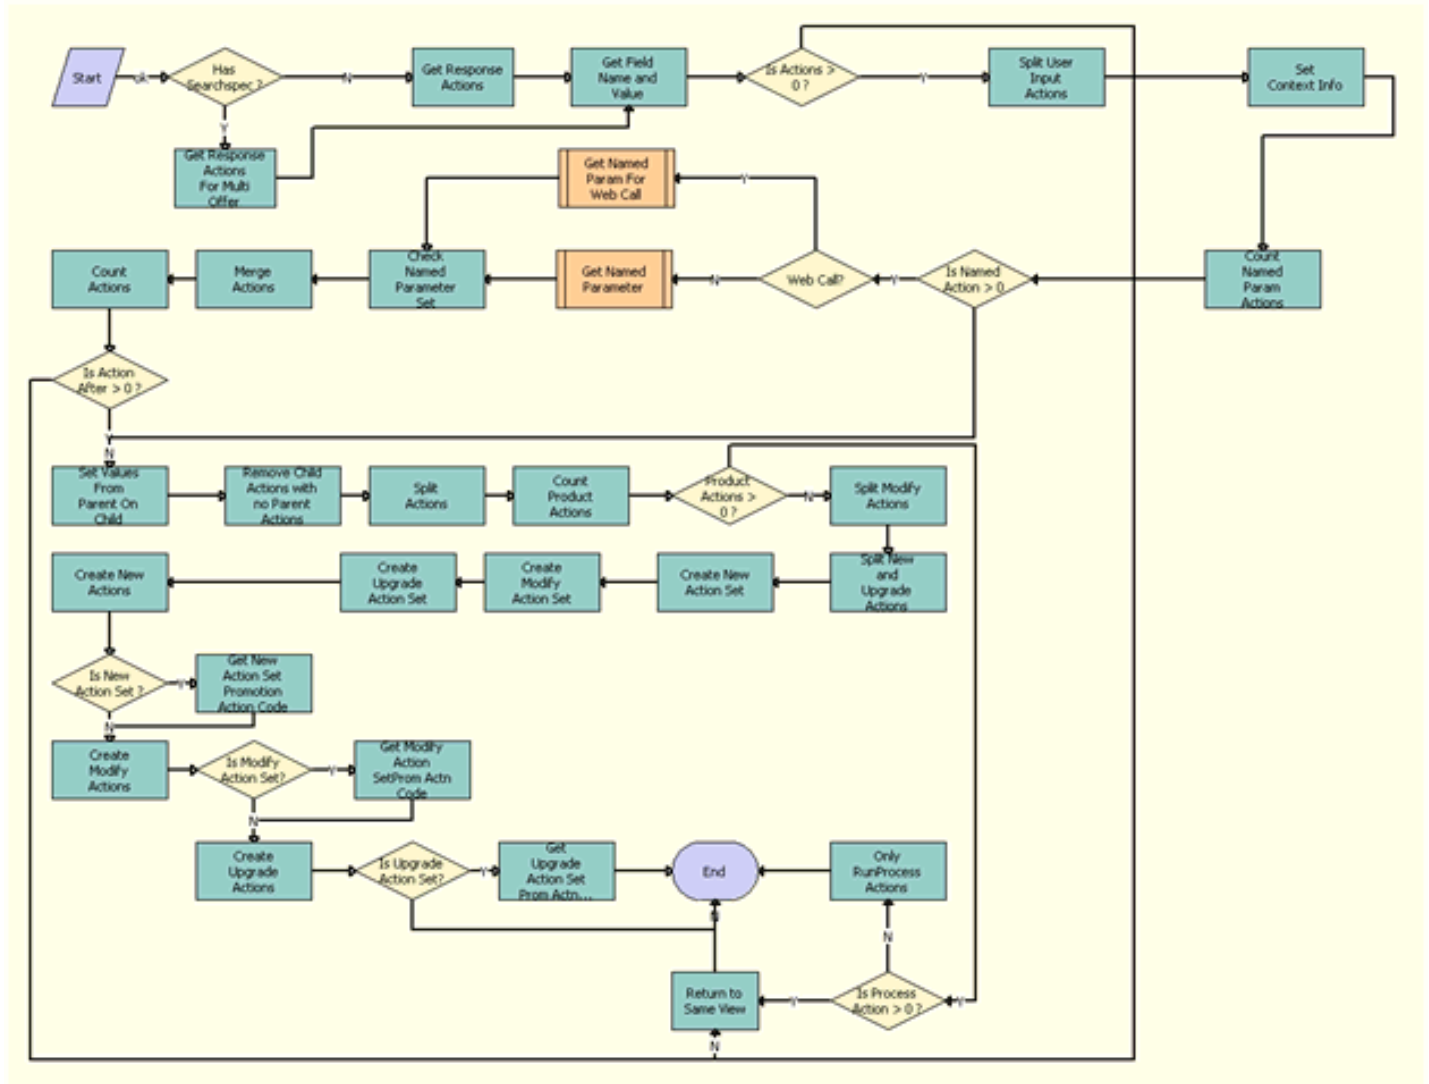 Start
ok
Has
Searchspec ?
N
Get Response
Actions
Get Field
Name and
Value
Is Actions >
0 ?
Y
Split User
Input
Actions
Set
Context Info
Y
Get Response
Actions
For Multi
Offer
Get Named
Param For
Web Call
Y
Count
Actions
Merge
Actions
Check
Named
Parameter
Set
Get Named
Parameter
N
Web Call?
Y
Is Named
Action > 0
Count
Named
Param
Actions
Is Action
After > 0 ?
Y
N
Set Values
From
Parent On
Child
Remove Child
Actions with
no Parent
Actions
Split
Actions
Count
Product
Actions
Product
Actions >
0 ?
N
Split Modify
Actions
Create New
Actions
Create
Upgrade
Action Set
Create
Modify
Action Set
Create New
Action Set
Split New
and
Upgrade
Actions
Is New
Action Set ?
Y
Get New
Action Set
Promotion
Action Code
N
Create
Modify
Actions
Is Modify
Action Set?
Y
Get Modify
Action
SetProm Actn
Code
N
Create
Upgrade
Actions
Is Upgrade
Action Set?
Y
Get
Upgrade
Action Set
Prom Actn...
End
Only
RunProcess
Actions
N
N
Return to
Same View
Y
Is Process
Action > 0 ?
Y
N